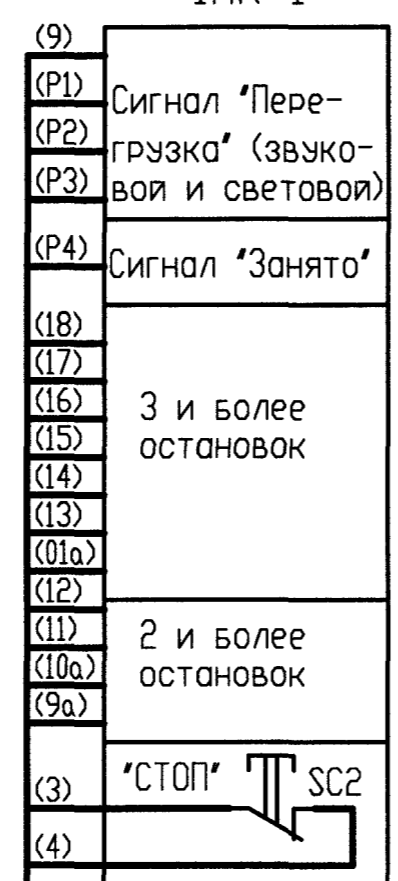 (9)
(P1)
(P2)
(P3)
Сигнал "Пере-
грузка" (звуко-
вой и световой)
(P4)
Сигнал "Занято"
(18)
(17)
(16)
(15)
(14)
(13)
(01a)
(12)
3 и более
остановок
(11)
(10a)
(9a)
2 и более
остановок
"СТОП" SC2
(3)
(4)